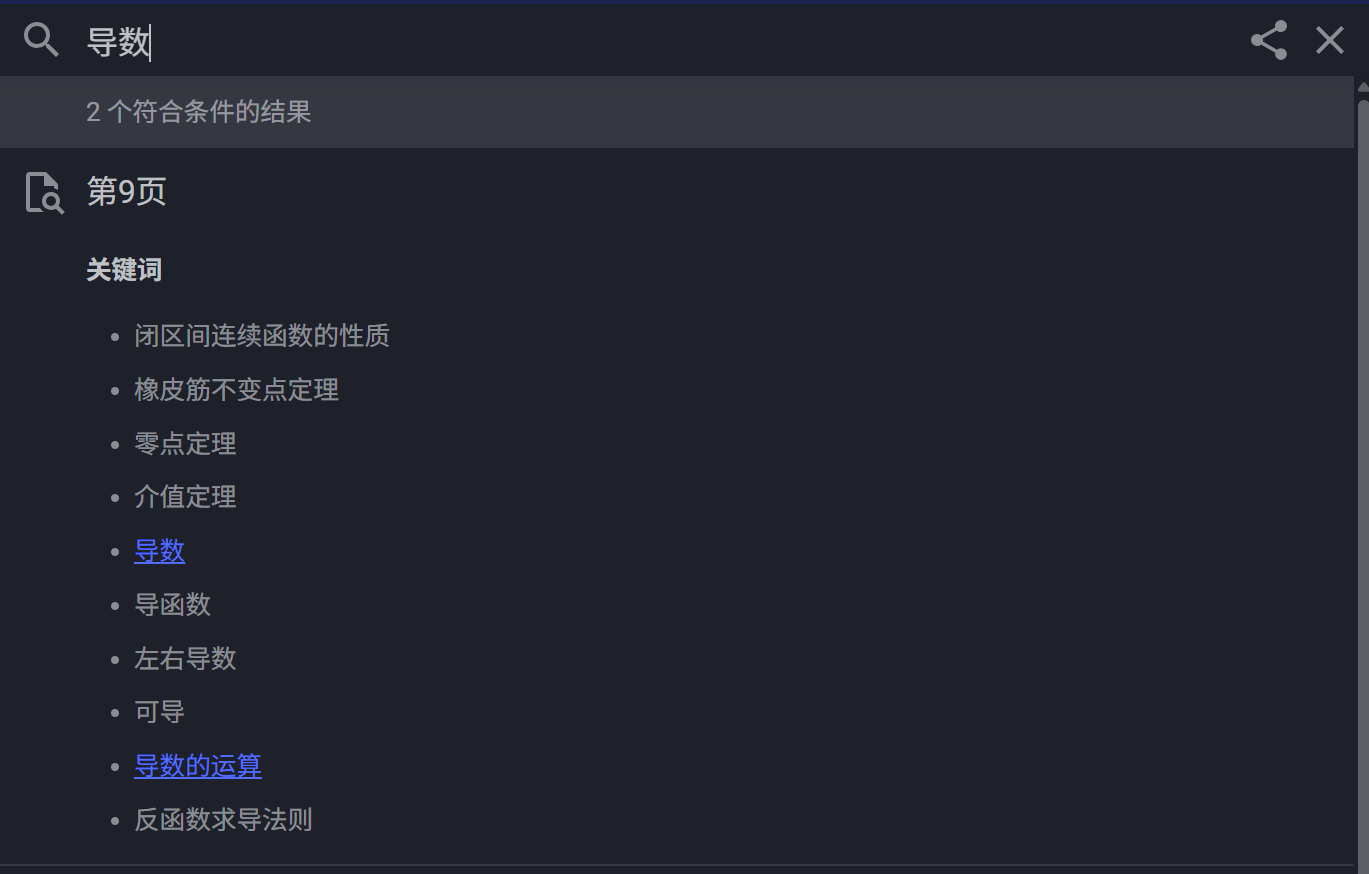 导数
2 个符合条件的结果
第9页
关键词
闭区间连续函数的性质
橡皮筋不变点定理
零点定理
介值定理
导数
导函数
左右导数
可导
导数的运算
反函数求导法则